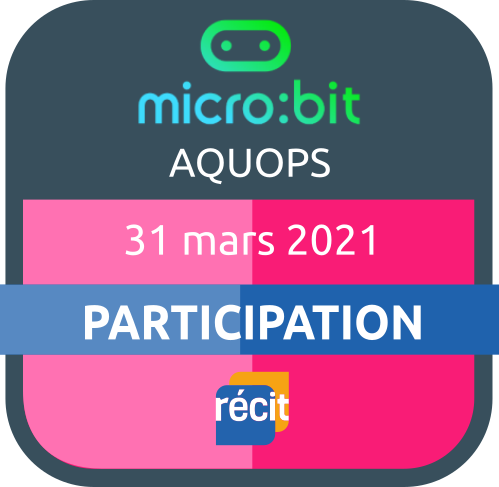 micro:bit
AQUOPS
31 mars 2021
PARTICIPATION
récit